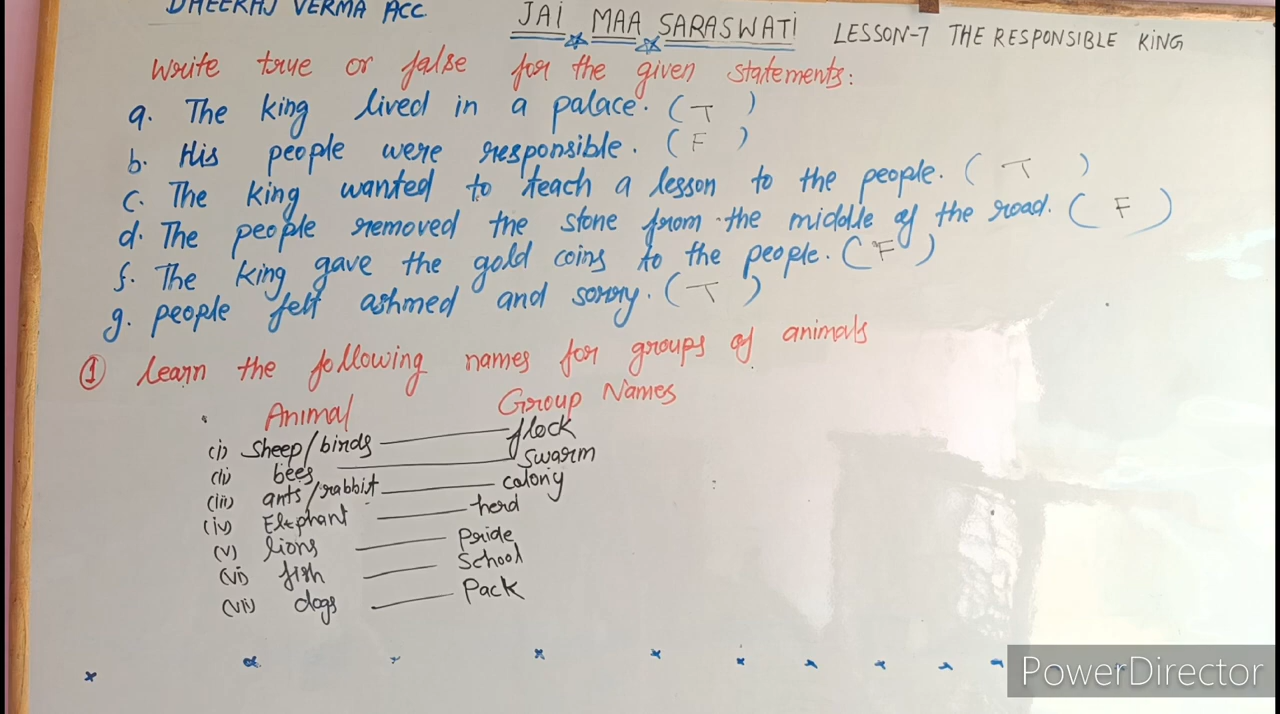 DHEERAJ VERMA ACC
JAI MAA SARASWATI
LESSON-7 THE RESPONSIBLE KING
Write true or false for the given statements:
a. The king lived in a palace. (T)
b. His people were responsible. (F)
c. The king wanted to teach a lesson to the people. (T)
d. The people removed the stone from the middle of the road. (F)
f. The king gave the gold coins to the people. (F)
g. people felt ashmed and sorry. (T)
① Learn the following names for groups of animals
Animal Group Names
(i) Sheep/birds — flock
(ii) bees — Swarm
(iii) ants/rabbit — colony
(iv) Elephant — herd
(v) lions — Pride
(vi) fish — School
(vii) dogs — Pack
PowerDirector